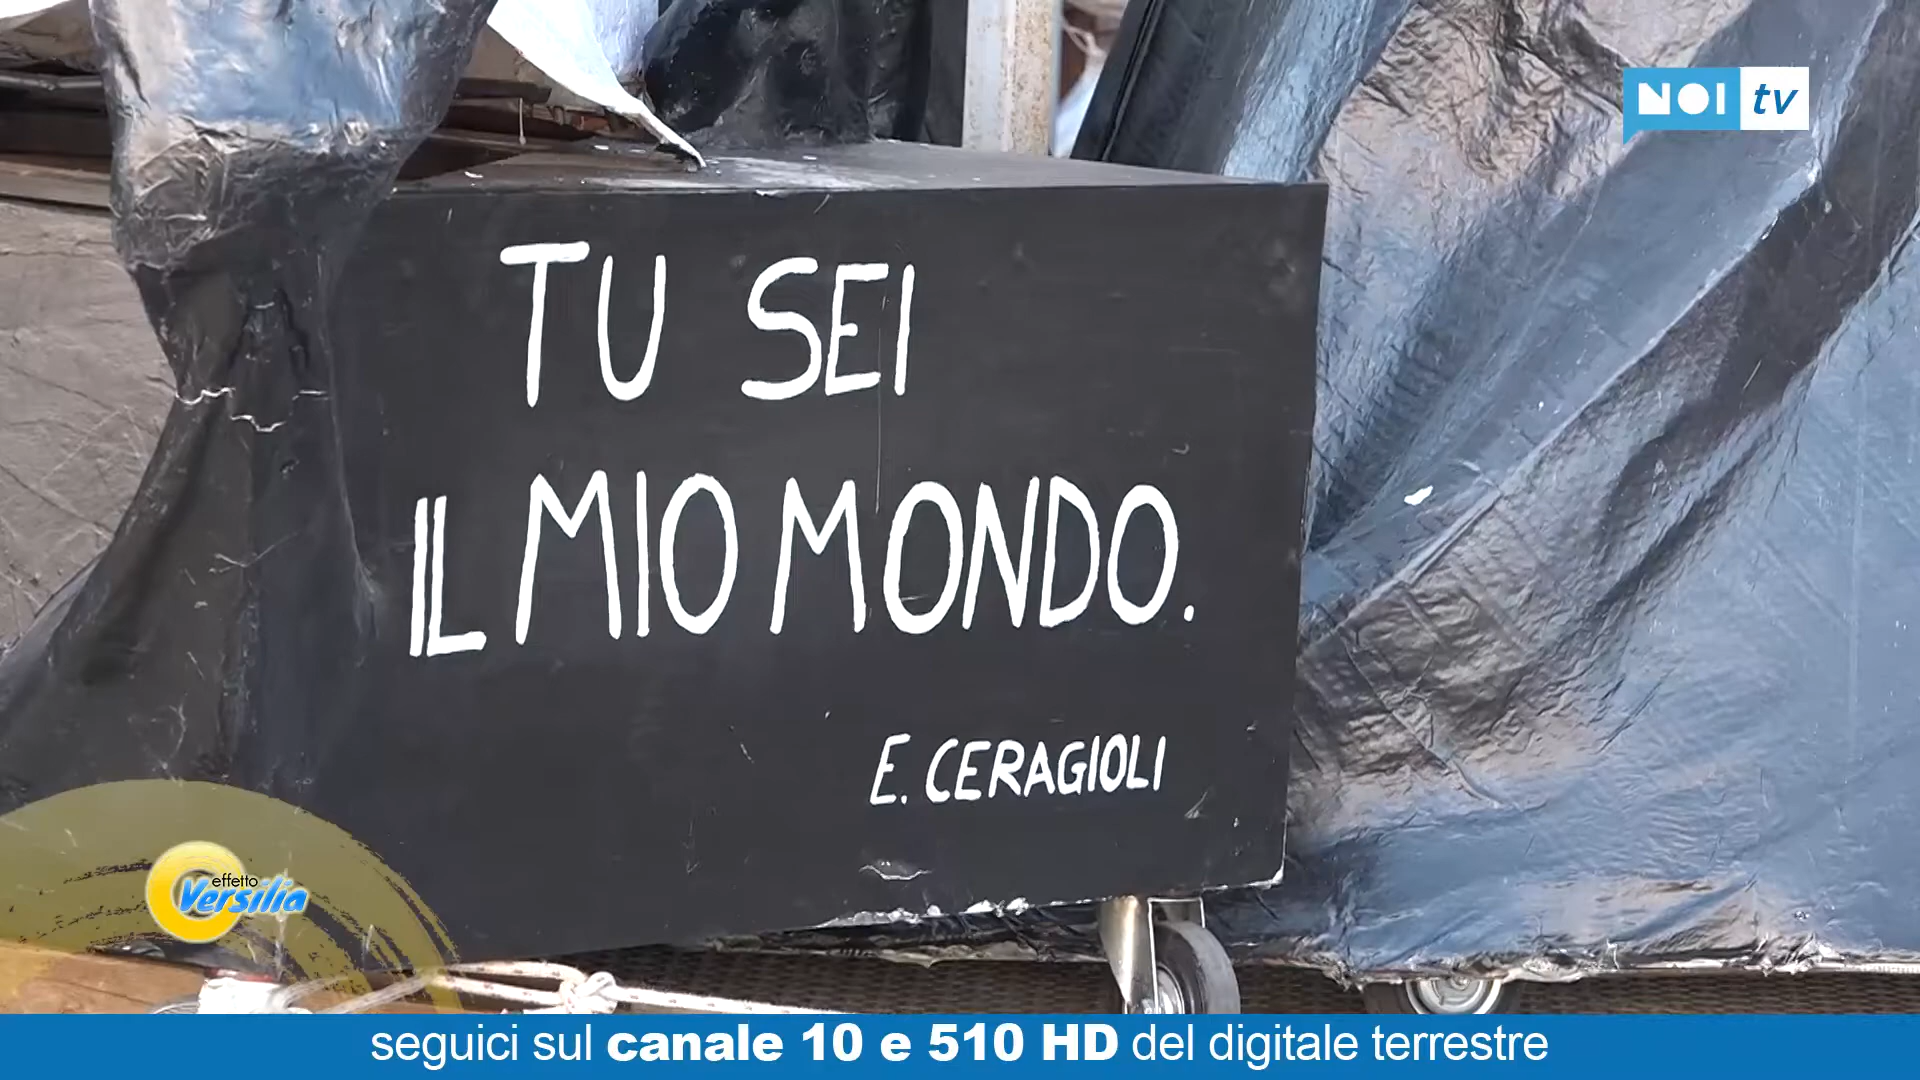 NOI tv
TU SEI
IL MIO MONDO.
E. CERAGIOLI
effetto
Versilia
seguici sul canale 10 e 510 HD del digitale terrestre